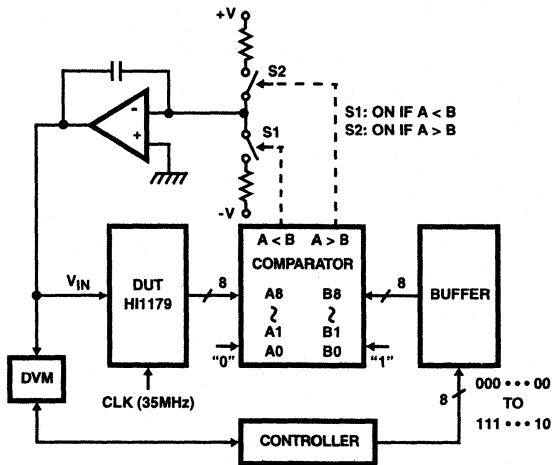 +V
S2
-
+
S1
S1: ON IF A < B
S2: ON IF A > B
-V
A < B A > B
COMPARATOR
VIN
DUT
HI1179
8
A8
B8
8
BUFFER
A1
B1
"0"
A0
B0
"1"
DVM
CLK (35MHz)
8
000 • • • 00
TO
111 • • • 10
CONTROLLER